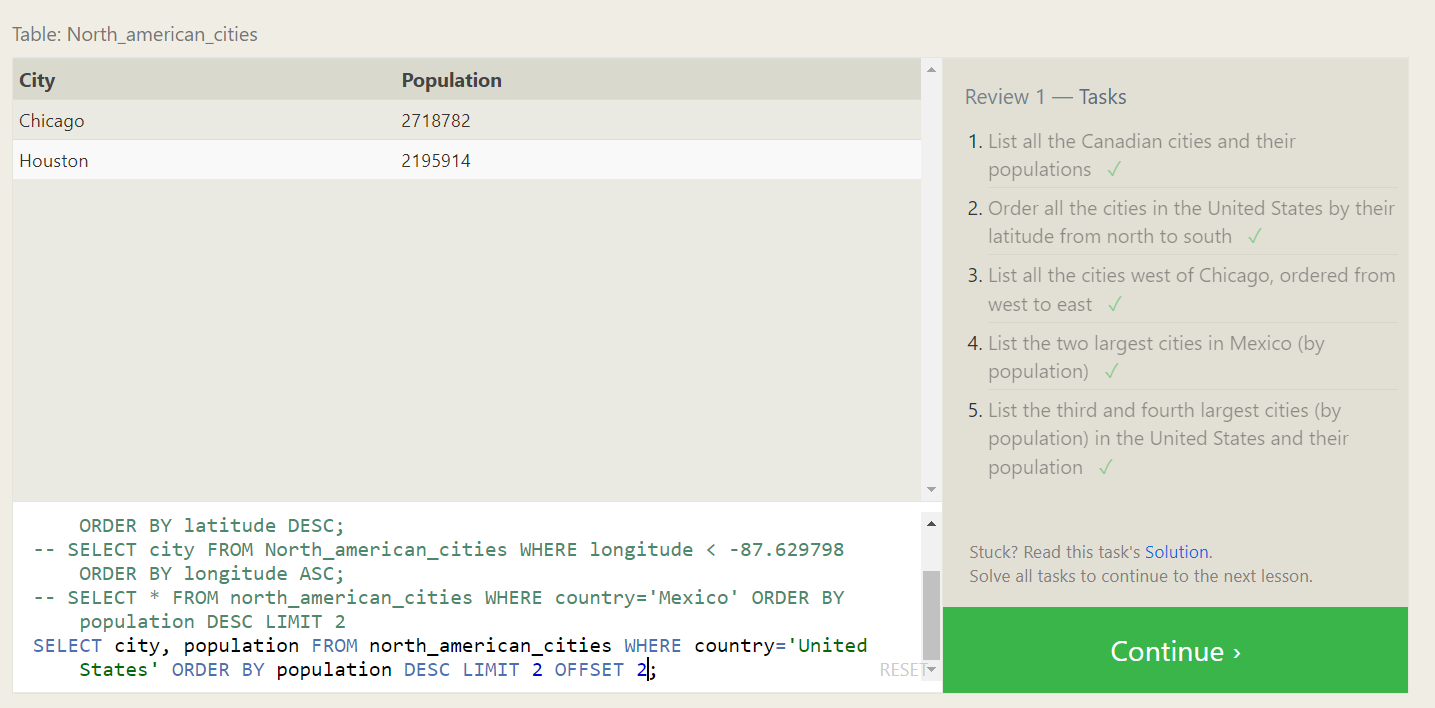 Table: North_american_cities
City Population
Chicago 2718782
Houston 2195914
ORDER BY latitude DESC;
-- SELECT city FROM North_american_cities WHERE longitude < -87.629798
ORDER BY longitude ASC;
-- SELECT * FROM north_american_cities WHERE country='Mexico' ORDER BY
population DESC LIMIT 2
SELECT city, population FROM north_american_cities WHERE country='United
States' ORDER BY population DESC LIMIT 2 OFFSET 2;
RESET
Review 1 — Tasks
1. List all the Canadian cities and their
populations ✓
2. Order all the cities in the United States by their
latitude from north to south ✓
3. List all the cities west of Chicago, ordered from
west to east ✓
4. List the two largest cities in Mexico (by
population) ✓
5. List the third and fourth largest cities (by
population) in the United States and their
population ✓
Stuck? Read this task's Solution.
Solve all tasks to continue to the next lesson.
Continue ›